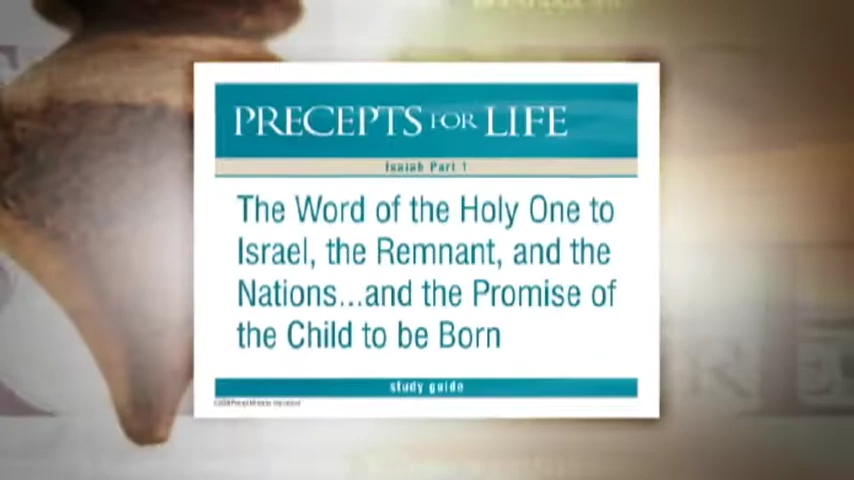 PRECEPTS FOR LIFE
Isaiah Part 1
The Word of the Holy One to
Israel, the Remnant, and the
Nations...and the Promise of
the Child to be Born
study guide